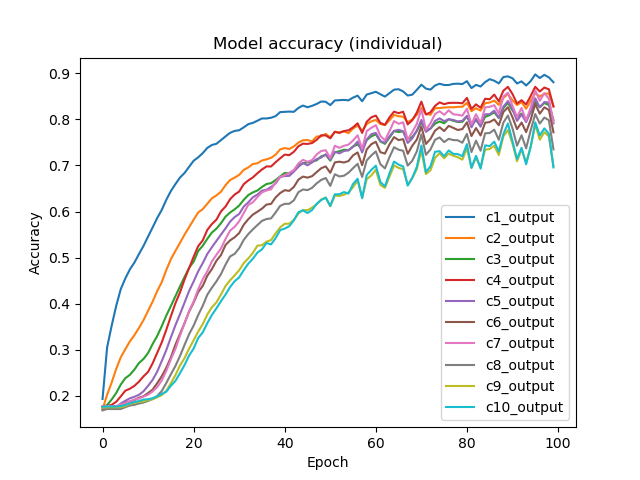 Model accuracy (individual)
Accuracy
0.9
0.8
0.7
0.6
0.5
0.4
0.3
0.2
c1_output
c2_output
c3_output
c4_output
c5_output
c6_output
c7_output
c8_output
c9_output
c10_output
0 20 40 60 80 100
Epoch